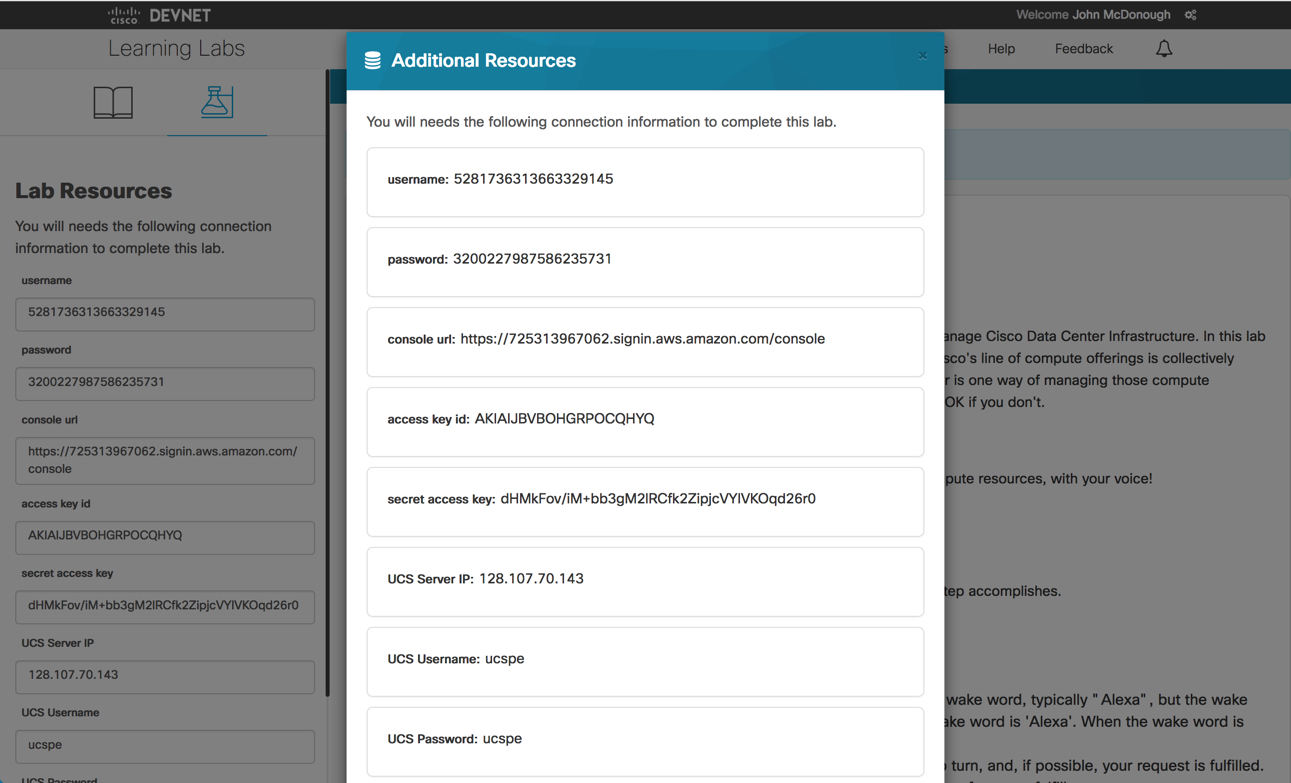 CISCO DEVNET
Welcome John McDonough
Learning Labs
Help
Feedback
Lab Resources
You will needs the following connection
information to complete this lab.
username
5281736313663329145
password
3200227987586235731
console url
https://725313967062.signin.aws.amazon.com/
console
access key id
AKIAIJBVBOHGRPOCQHYQ
secret access key
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
UCS Server IP
128.107.70.143
UCS Username
ucspe
UCS Password
Additional Resources
×
You will needs the following connection information to complete this lab.
username: 5281736313663329145
password: 3200227987586235731
console url: https://725313967062.signin.aws.amazon.com/console
access key id: AKIAIJBVBOHGRPOCQHYQ
secret access key: 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
UCS Server IP: 128.107.70.143
UCS Username: ucspe
UCS Password: ucspe
anage Cisco Data Center Infrastructure. In this lab
sco's line of compute offerings is collectively
r is one way of managing those compute
OK if you don't.
pute resources, with your voice!
tep accomplishes.
wake word, typically "Alexa", but the wake
ake word is 'Alexa'. When the wake word is
turn, and, if possible, your request is fulfilled.